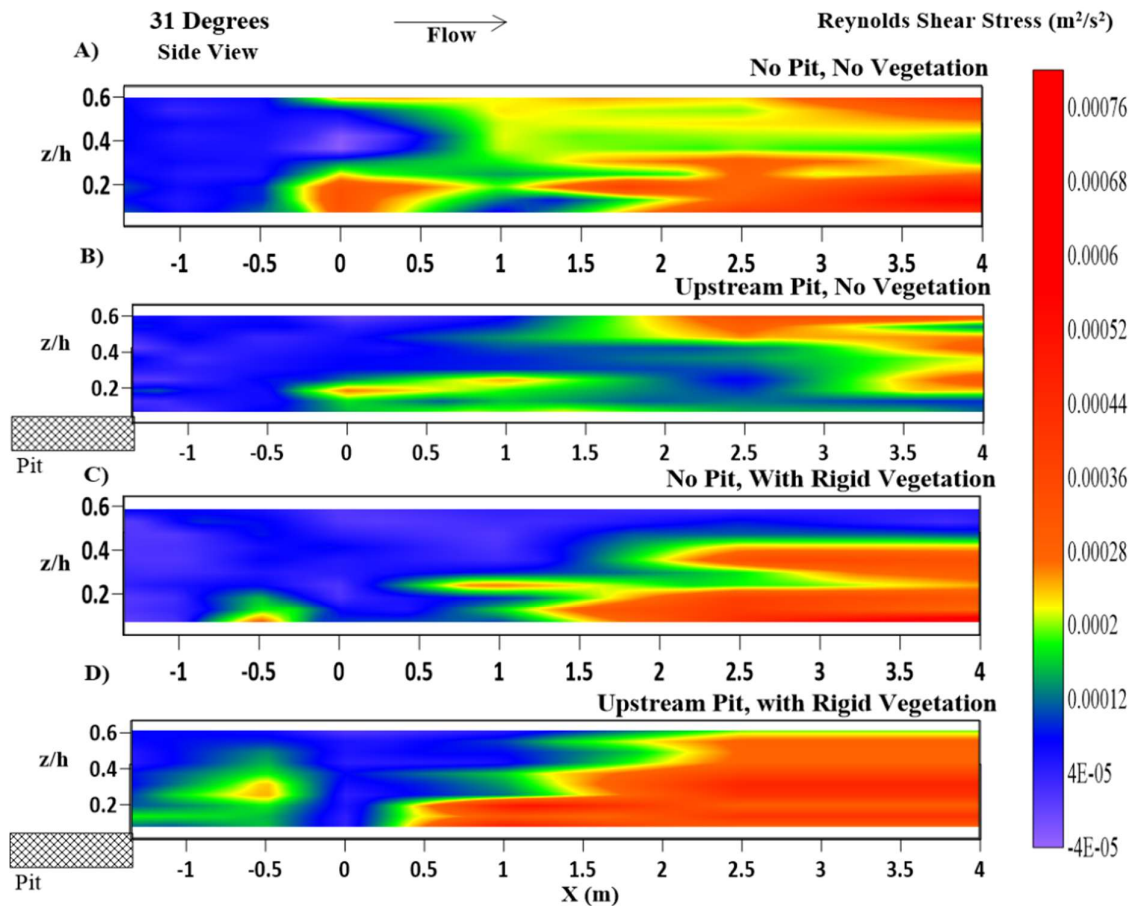 31 Degrees
Side View
Flow
Reynolds Shear Stress (m²/s²)
A)
No Pit, No Vegetation
0.6
0.4
0.2
z/h
-1 -0.5 0 0.5 1 1.5 2 2.5 3 3.5 4
B)
Upstream Pit, No Vegetation
0.6
z/h
0.4
0.2
-1 -0.5 0 0.5 1 1.5 2 2.5 3 3.5 4
Pit
C)
No Pit, With Rigid Vegetation
0.6
0.4
z/h
0.2
-1 -0.5 0 0.5 1 1.5 2 2.5 3 3.5 4
D)
Upstream Pit, with Rigid Vegetation
0.6
z/h
0.4
0.2
-1 -0.5 0 0.5 1 1.5 2 2.5 3 3.5 4
Pit
X (m)
0.00076
0.00068
0.0006
0.00052
0.00044
0.00036
0.00028
0.0002
0.00012
4E-05
-4E-05